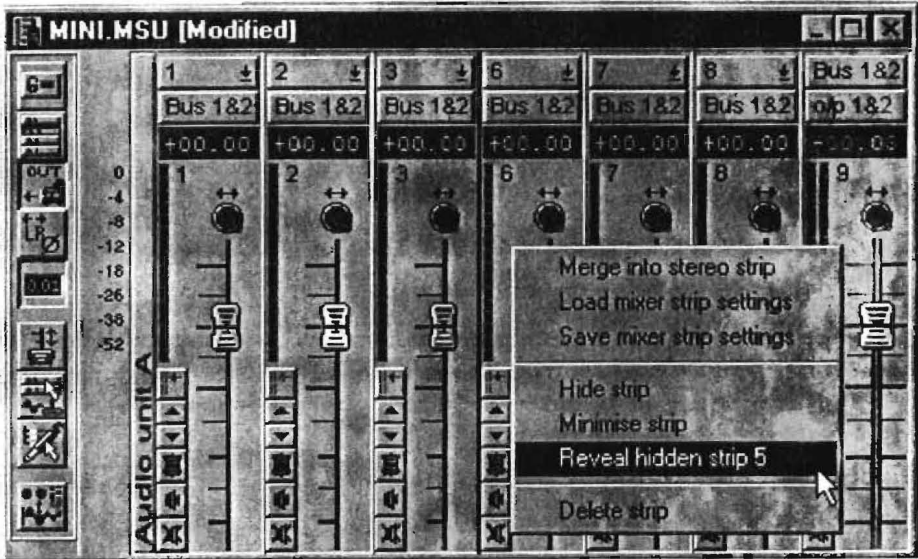 MINI.MSU [Modified]
1 2 3 6 7 8 Bus 1&2
Bus 1&2 Bus 1&2 Bus 1&2 Bus 1&2 Bus 1&2 Bus 1&2 o/p 1&2
+00.00 +00.00 +00.00 +00.00 +00.00 +00.00
1 2 3 6 7 8 9
6=
OUT
LR
0
-4
-8
-12
-18
-26
-38
-52
Audio unit A
Merge into stereo strip
Load mixer strip settings
Save mixer strip settings
Hide strip
Minimise strip
Reveal hidden strip 5
Delete strip